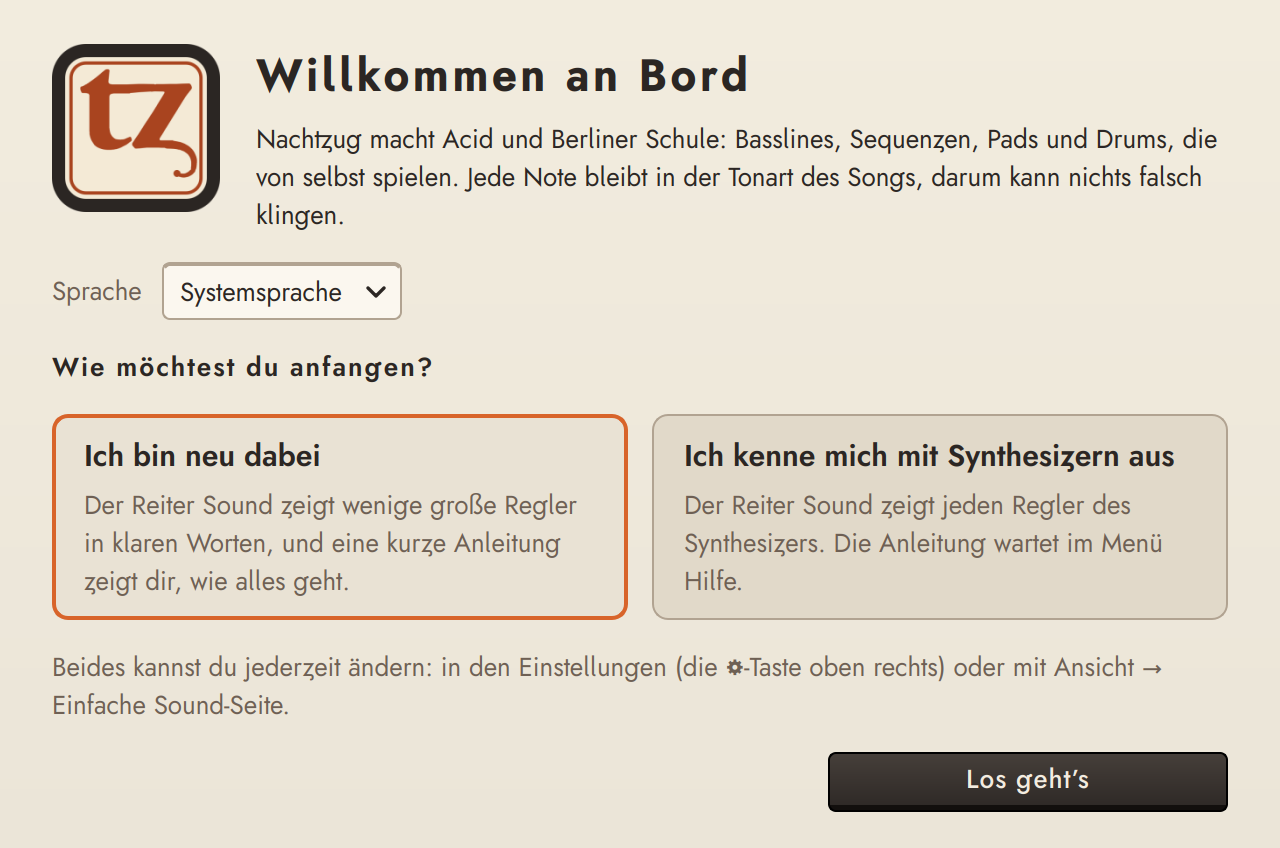 tz
Willkommen an Bord
Nachtzug macht Acid und Berliner Schule: Basslines, Sequenzen, Pads und Drums, die
von selbst spielen. Jede Note bleibt in der Tonart des Songs, darum kann nichts falsch
klingen.
Sprache Systemsprache
Wie möchtest du anfangen?
Ich bin neu dabei
Der Reiter Sound zeigt wenige große Regler
in klaren Worten, und eine kurze Anleitung
zeigt dir, wie alles geht.
Ich kenne mich mit Synthesizern aus
Der Reiter Sound zeigt jeden Regler des
Synthesizers. Die Anleitung wartet im Menü
Hilfe.
Beides kannst du jederzeit ändern: in den Einstellungen (die ⚙-Taste oben rechts) oder mit Ansicht →
Einfache Sound-Seite.
Los geht’s